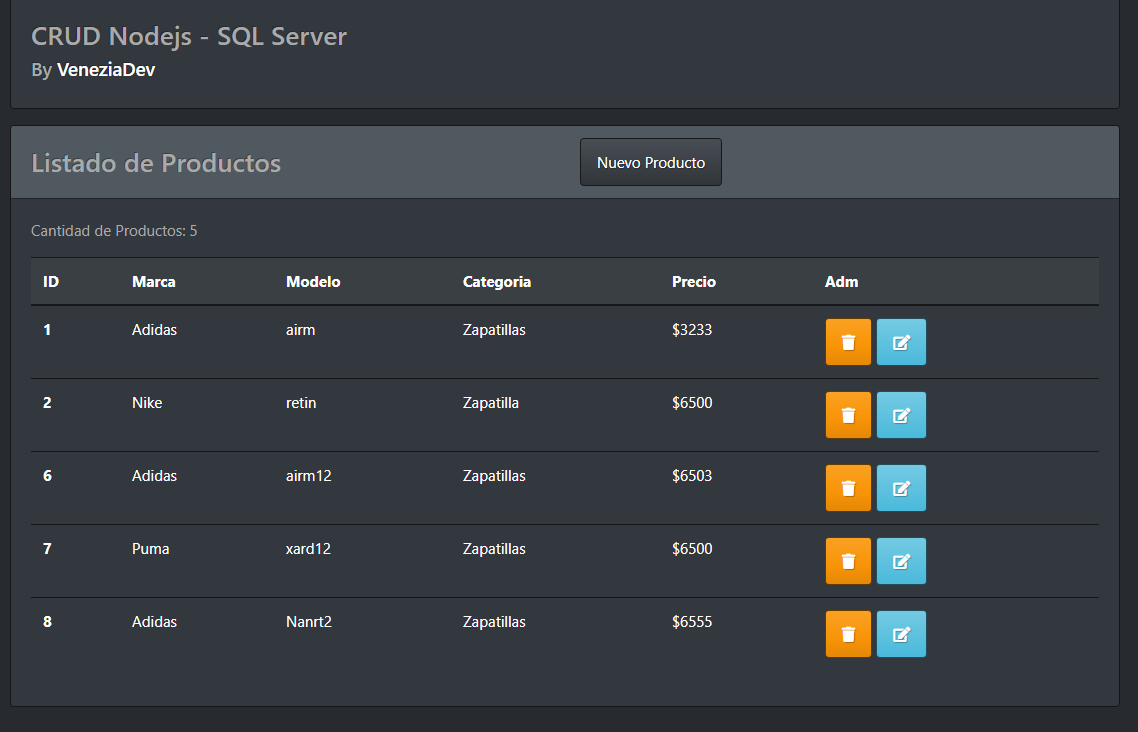 CRUD Nodejs - SQL Server
By VeneziaDev
Listado de Productos
Nuevo Producto
Cantidad de Productos: 5
ID Marca Modelo Categoria Precio Adm
1 Adidas airm Zapatillas $3233
2 Nike retin Zapatilla $6500
6 Adidas airm12 Zapatillas $6503
7 Puma xard12 Zapatillas $6500
8 Adidas Nanrt2 Zapatillas $6555